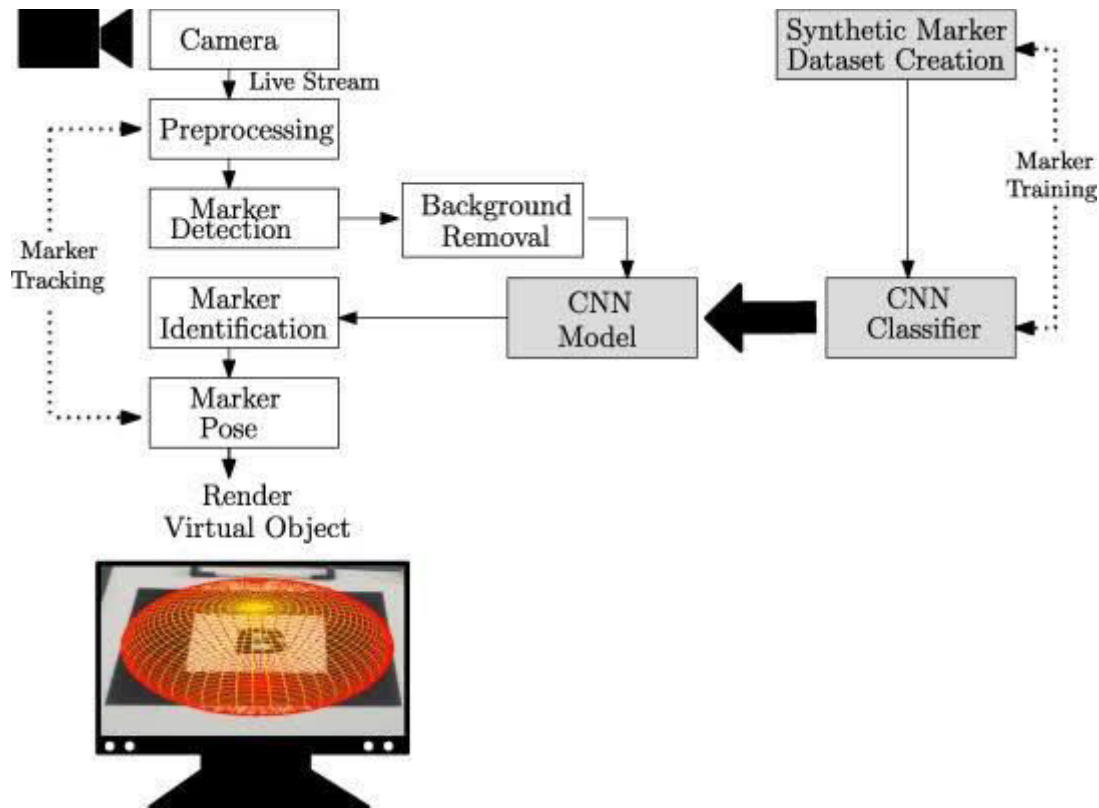 Camera
Live Stream
Preprocessing
Marker
Detection
Background
Removal
Marker
Tracking
Marker
Identification
CNN
Model
Marker
Pose
Render
Virtual Object
Synthetic Marker
Dataset Creation
Marker
Training
CNN
Classifier